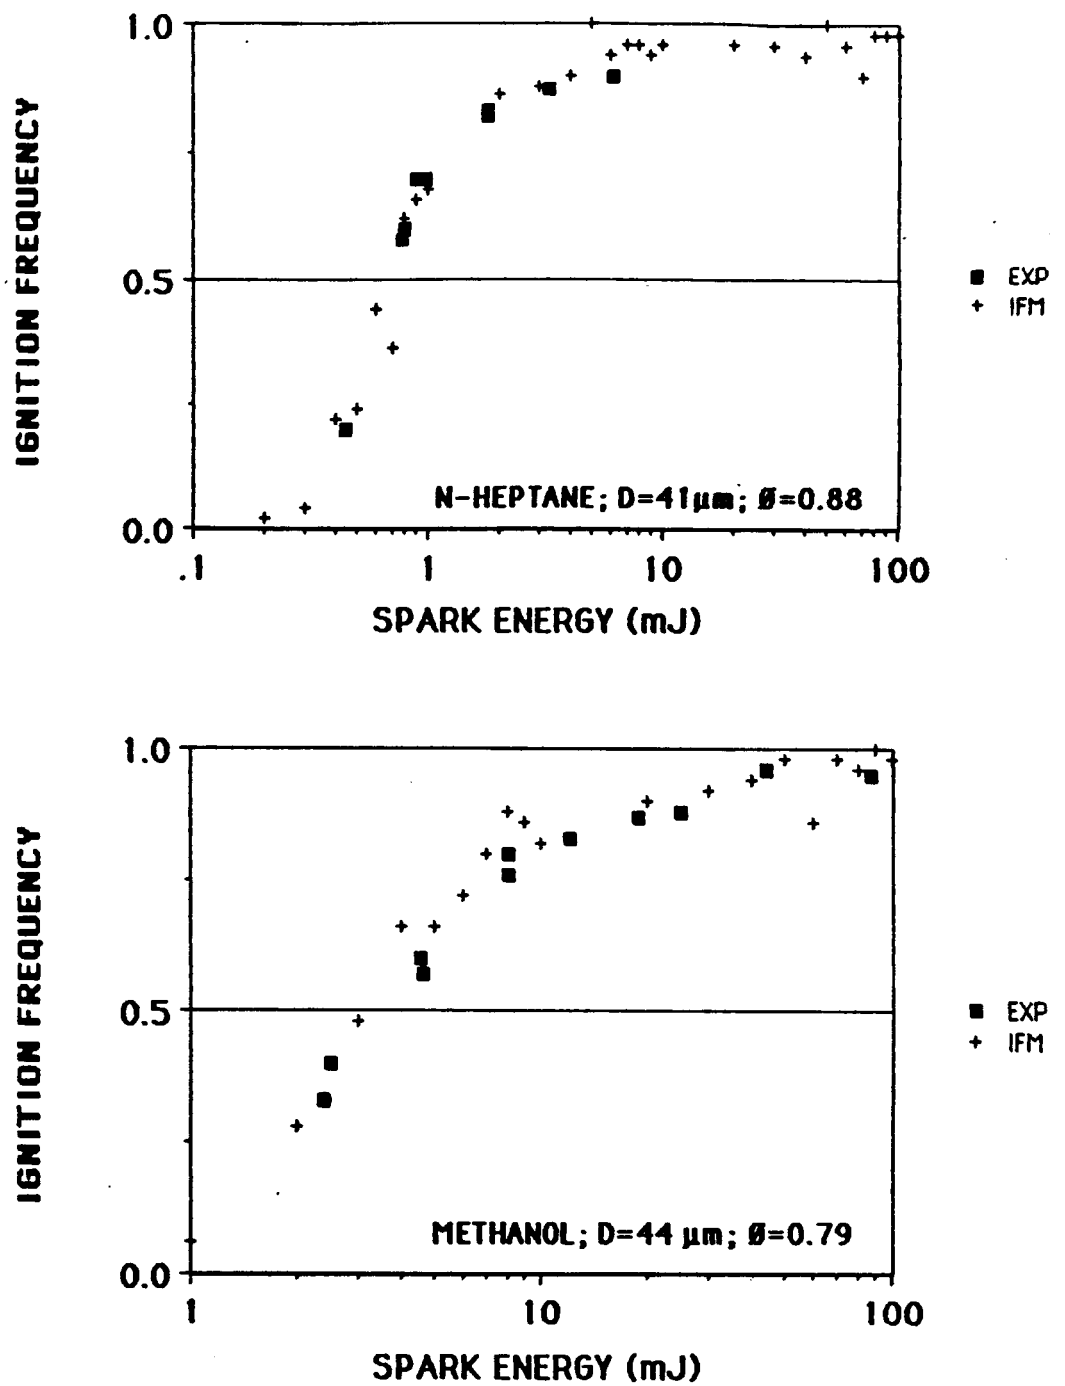 IGNITION FREQUENCY
1.0
0.5
0.0
.1 1 10 100
SPARK ENERGY (mJ)
N-HEPTANE; D=41µm; Ø=0.88
EXP
IFM
IGNITION FREQUENCY
1.0
0.5
0.0
1 10 100
SPARK ENERGY (mJ)
METHANOL; D=44 µm; Ø=0.79
EXP
IFM